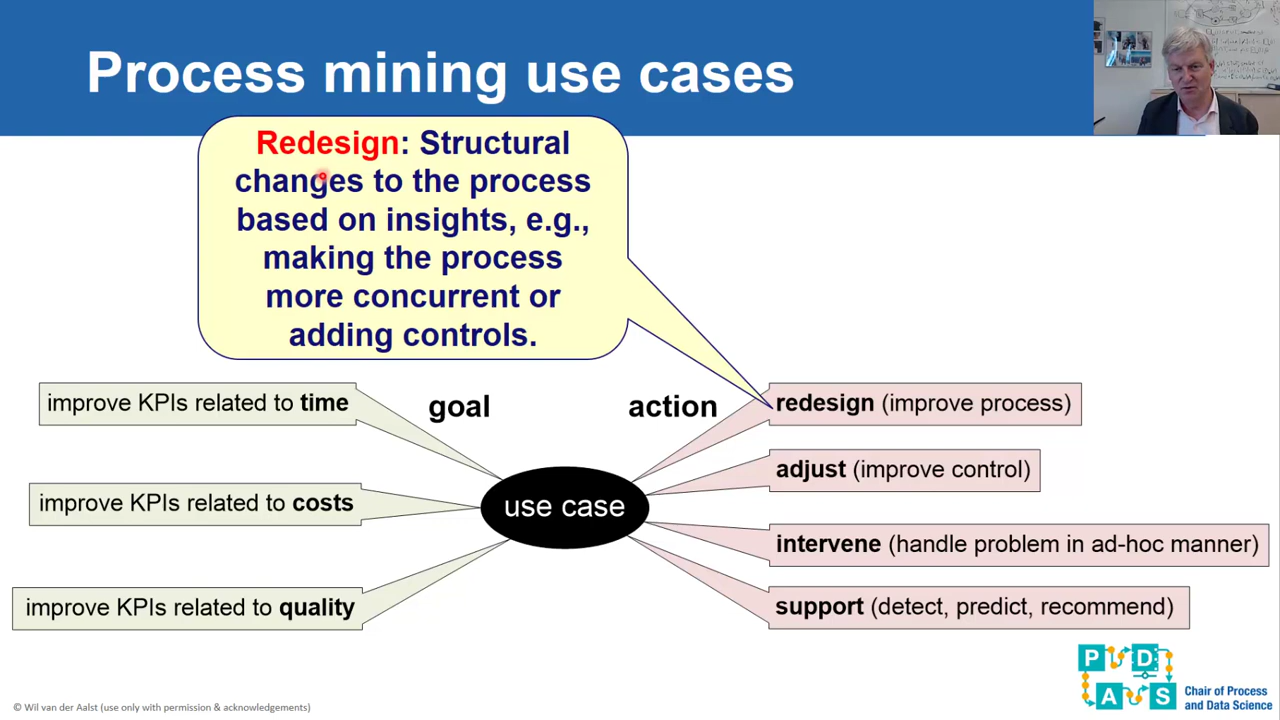 Process mining use cases
Redesign: Structural
changes to the process
based on insights, e.g.,
making the process
more concurrent or
adding controls.
improve KPIs related to time
goal
action
redesign (improve process)
adjust (improve control)
improve KPIs related to costs
use case
intervene (handle problem in ad-hoc manner)
improve KPIs related to quality
support (detect, predict, recommend)
P D
A S
Chair of Process
and Data Science
© Wil van der Aalst (use only with permission & acknowledgements)